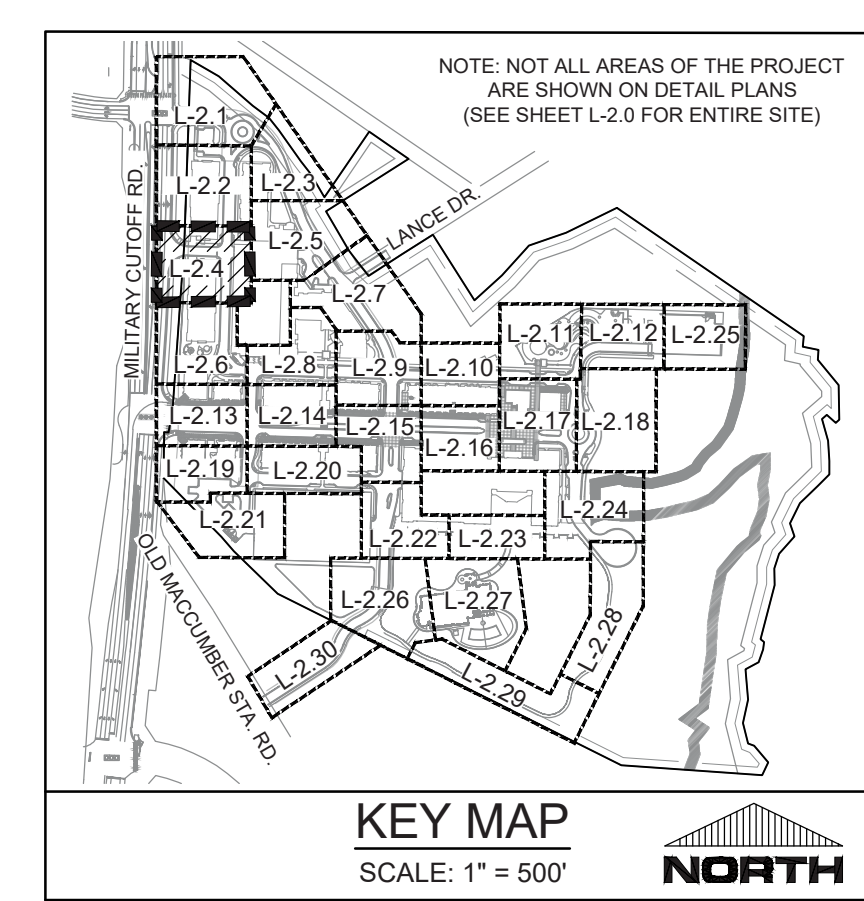 NOTE: NOT ALL AREAS OF THE PROJECT
ARE SHOWN ON DETAIL PLANS
(SEE SHEET L-2.0 FOR ENTIRE SITE)
L-2.1
L-2.2
L-2.3
MILITARY CUTOFF RD.
LANCE DR.
L-2.5
L-2.4
L-2.7
L-2.11
L-2.12
L-2.25
L-2.6
L-2.8
L-2.9
L-2.10
L-2.13
L-2.14
L-2.15
L-2.17
L-2.18
L-2.16
L-2.19
L-2.20
L-2.21
L-2.24
L-2.22
L-2.23
OLD MACCUMBER STA. RD.
L-2.26
L-2.27
L-2.28
L-2.30
L-2.29
KEY MAP
SCALE: 1" = 500'
NORTH